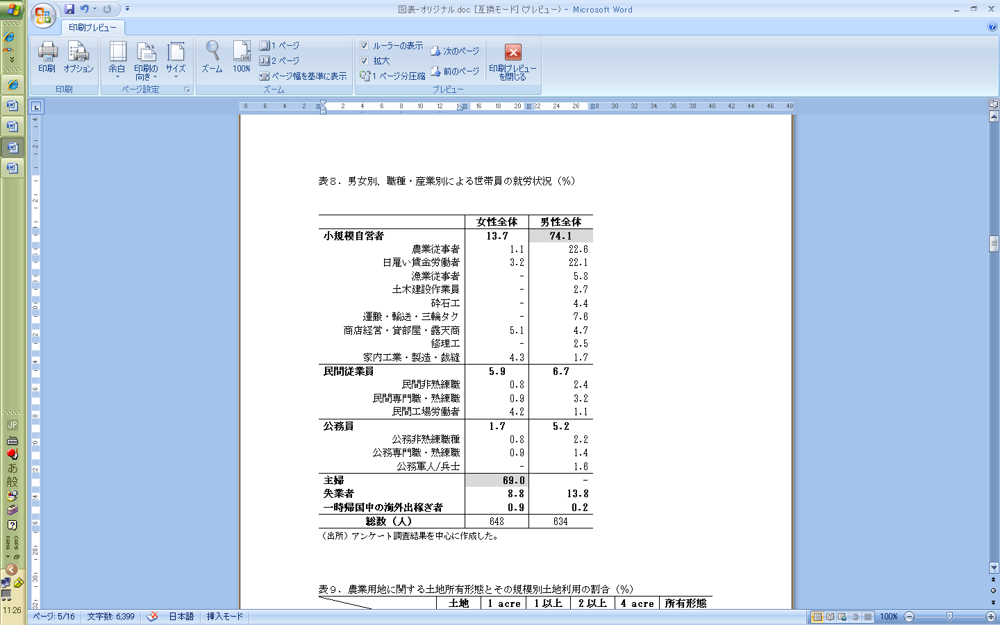 図表-オリジナル.doc [互換モード] (プレビュー) - Microsoft Word
印刷プレビュー
印刷 オプション 余白 印刷の向き サイズ ズーム 100% 1 ページ 2 ページ ページ幅を基準に表示 ルーラーの表示 拡大 1 ページ分圧縮 次のページ 前のページ 印刷プレビューを閉じる
印刷 ページ設定 ズーム プレビュー
8 6 4 2 2 4 6 8 10 12 16 18 20 22 24 26 28 30 32 34 36 38 40 42 44 46 48
表８．男女別、職種・産業別による世帯員の就労状況（％）
女性全体 男性全体
小規模自営者 13.7 74.1
農業従事者 1.1 22.6
日雇い賃金労働者 3.2 22.1
漁業従事者 - 5.8
土木建設作業員 - 2.7
砕石工 - 4.4
運搬・輸送・三輪タク - 7.6
商店経営・貸部屋・露天商 5.1 4.7
修理工 - 2.5
家内工業・製造・裁縫 4.3 1.7
民間従業員 5.9 6.7
民間非熟練職 0.8 2.4
民間専門職・熟練職 0.9 3.2
民間工場労働者 4.2 1.1
公務員 1.7 5.2
公務非熟練職種 0.8 2.2
公務専門職・熟練職 0.9 1.4
公務軍人/兵士 - 1.6
主婦 69.0 -
失業者 8.8 13.8
一時帰国中の海外出稼ぎ者 0.9 0.2
総数（人） 648 634
（出所）アンケート調査結果を中心に作成した。
表９．農業用地に関する土地所有形態とその規模別土地利用の割合（％）
土地 1 acre 1以上 2以上 4 acre 所有形態
JP
あ
般
CAPS
KANA
11:26
ページ: 5/16 文字数: 6,399 日本語 挿入モード 100%